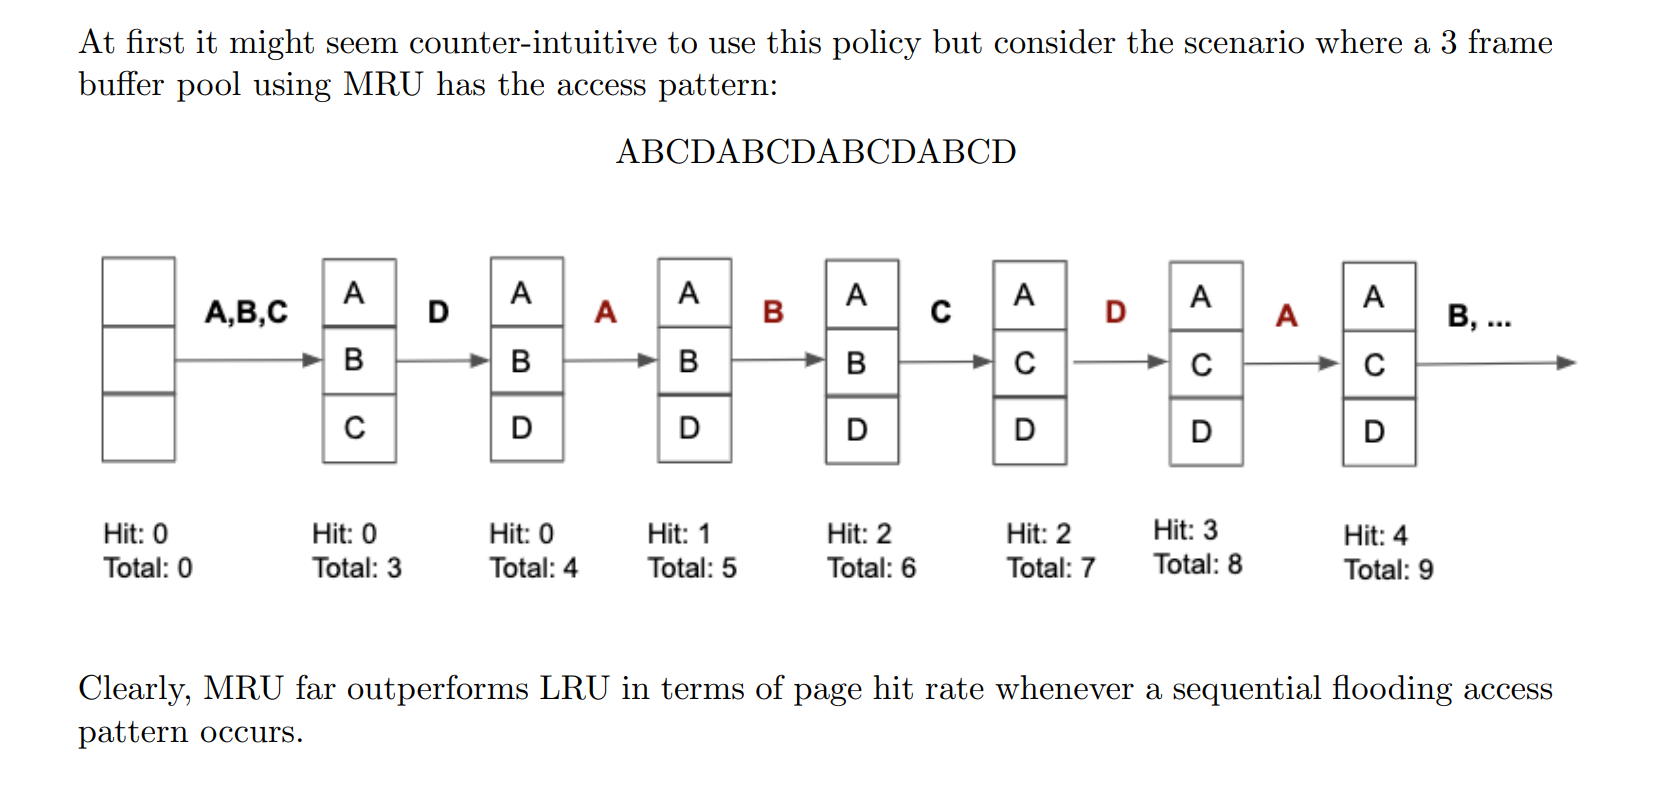 At first it might seem counter-intuitive to use this policy but consider the scenario where a 3 frame
buffer pool using MRU has the access pattern:
ABCDABCDABCDABCD
A,B,C D A B C D A B, ...
A A A A A A A
B B B B C C C
C D D D D D D
Hit: 0 Hit: 0 Hit: 0 Hit: 1 Hit: 2 Hit: 2 Hit: 3 Hit: 4
Total: 0 Total: 3 Total: 4 Total: 5 Total: 6 Total: 7 Total: 8 Total: 9
Clearly, MRU far outperforms LRU in terms of page hit rate whenever a sequential flooding access
pattern occurs.